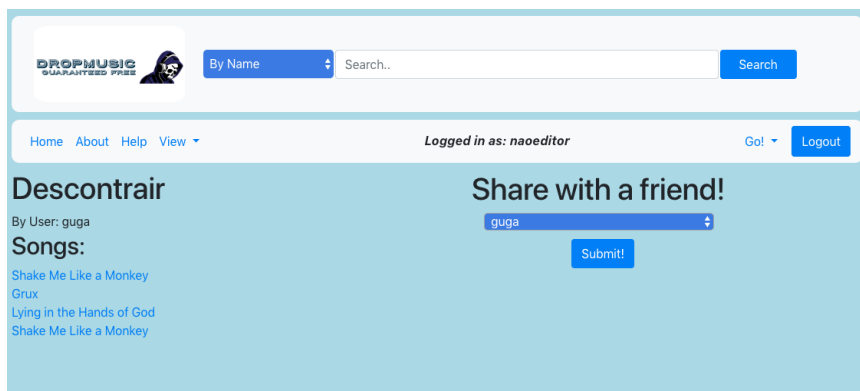 DROPMUSIC
GUARANTEED FREE
By Name
Search..
Search
Home About Help View
Logged in as: naoeditor
Go!
Logout
Descontrair
By User: guga
Songs:
Shake Me Like a Monkey
Grux
Lying in the Hands of God
Shake Me Like a Monkey
Share with a friend!
guga
Submit!